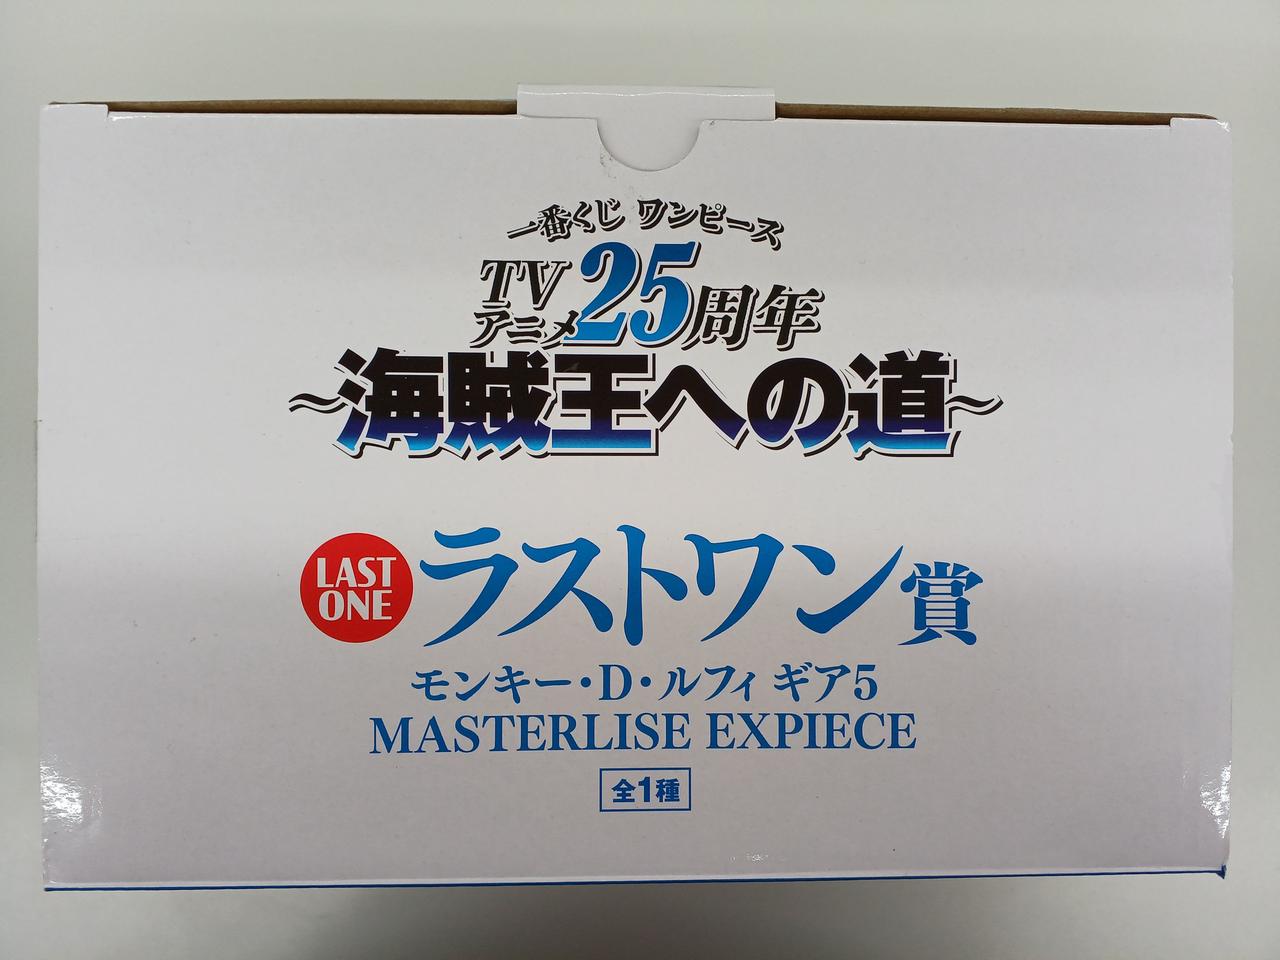 一番くじ ワンピース
TVアニメ25周年
～海賊王への道～
LAST ONE
ラストワン賞
モンキー・D・ルフィ ギア5
MASTERLISE EXPIECE
全1種